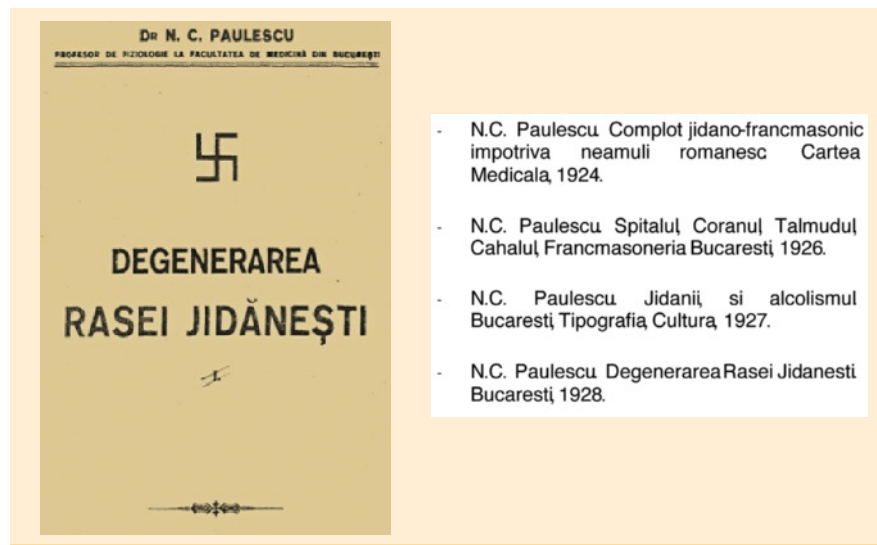 Dr N. C. PAULESCU
PROFESOR DE FIZIOLOGIE LA FACULTATEA DE MEDICINĂ DIN BUCUREȘTI
DEGENERAREA
RASEI JIDĂNEȘTI
- N.C. Paulescu. Complot jidano-francmasonic
impotriva neamuli romanesc. Cartea
Medicala, 1924.
- N.C. Paulescu. Spitalul, Coranul, Talmudul,
Cahalul, Francmasoneria Bucaresti, 1926.
- N.C. Paulescu. Jidanii, si alcolismul.
Bucaresti, Tipografia, Cultura, 1927.
- N.C. Paulescu. Degenerarea Rasei Jidanesti.
Bucaresti, 1928.